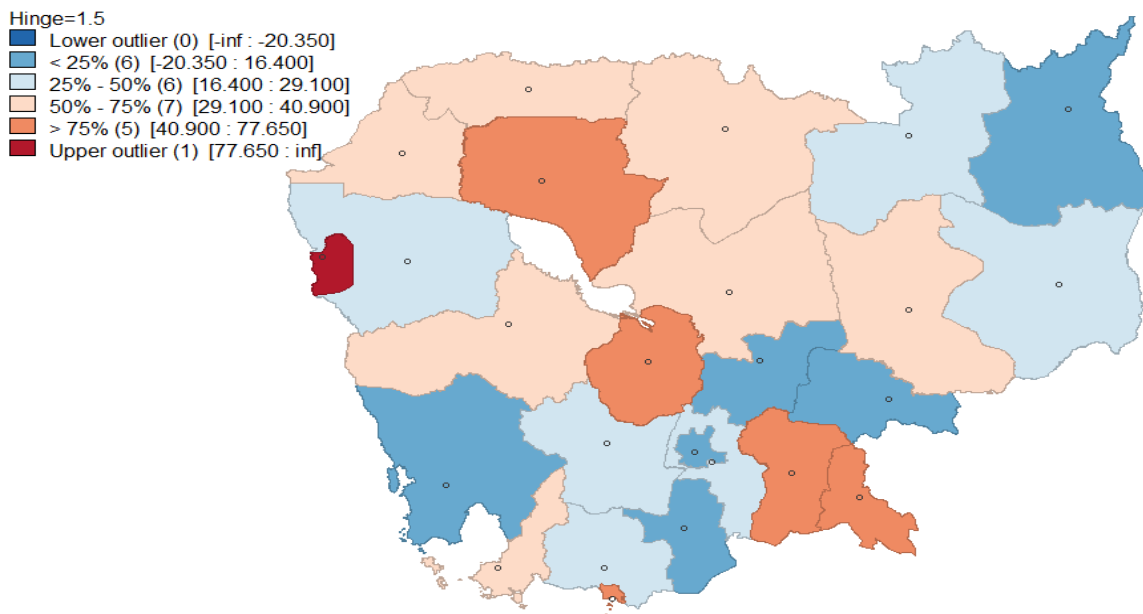 Hinge=1.5
Lower outlier (0) [-inf : -20.350]
< 25% (6) [-20.350 : 16.400]
25% - 50% (6) [16.400 : 29.100]
50% - 75% (7) [29.100 : 40.900]
> 75% (5) [40.900 : 77.650]
Upper outlier (1) [77.650 : inf]